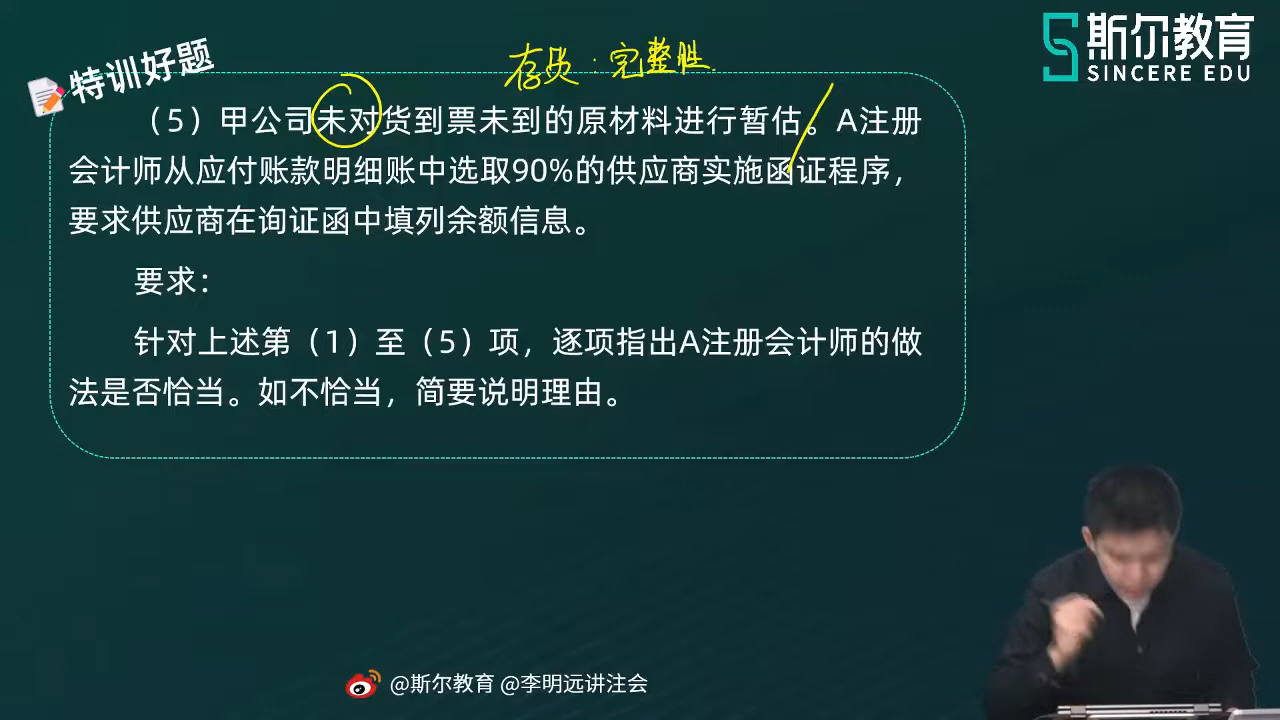 特训好题
存货：完整性.
斯尔教育
SINCERE EDU
（5）甲公司未对货到票未到的原材料进行暂估。A注册
会计师从应付账款明细账中选取90%的供应商实施函证程序，
要求供应商在询证函中填列余额信息。
要求：
针对上述第（1）至（5）项，逐项指出A注册会计师的做
法是否恰当。如不恰当，简要说明理由。
@斯尔教育 @李明远讲注会